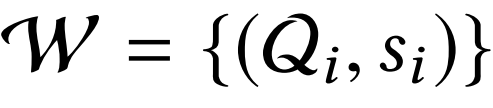 𝒲 = {(𝒬ᵢ, sᵢ)}